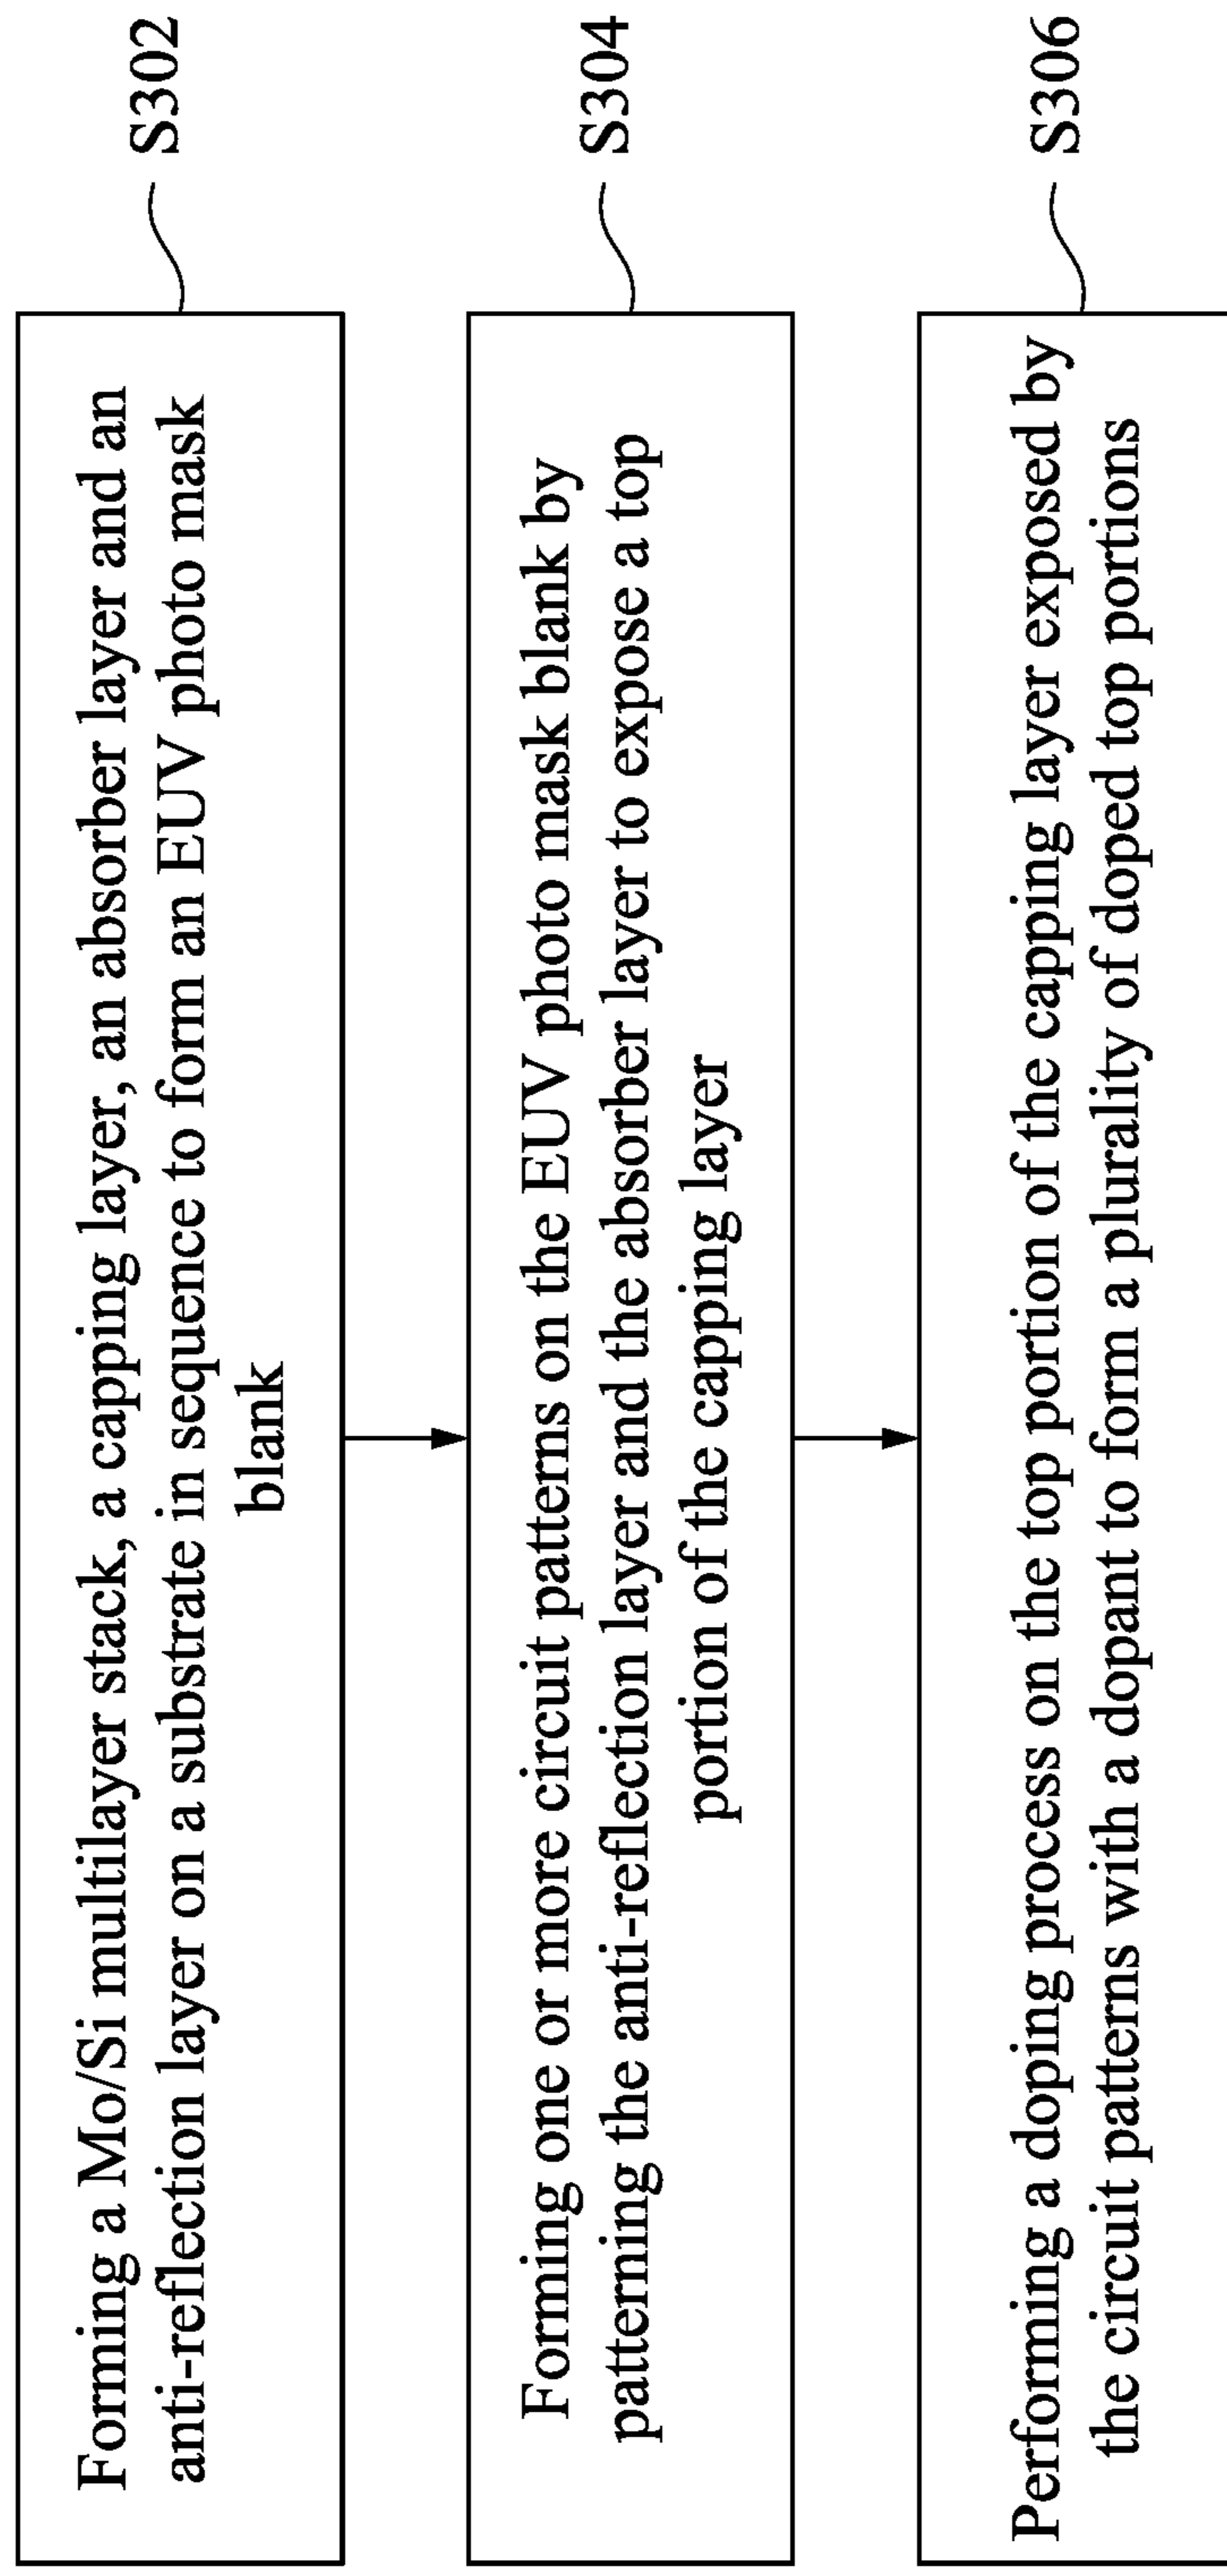 Forming a Mo/Si multilayer stack, a capping layer, an absorber layer and an
anti-reflection layer on a substrate in sequence to form an EUV photo mask
blank
S302
Forming one or more circuit patterns on the EUV photo mask blank by
patterning the anti-reflection layer and the absorber layer to expose a top
portion of the capping layer
S304
Performing a doping process on the top portion of the capping layer exposed by
the circuit patterns with a dopant to form a plurality of doped top portions
S306